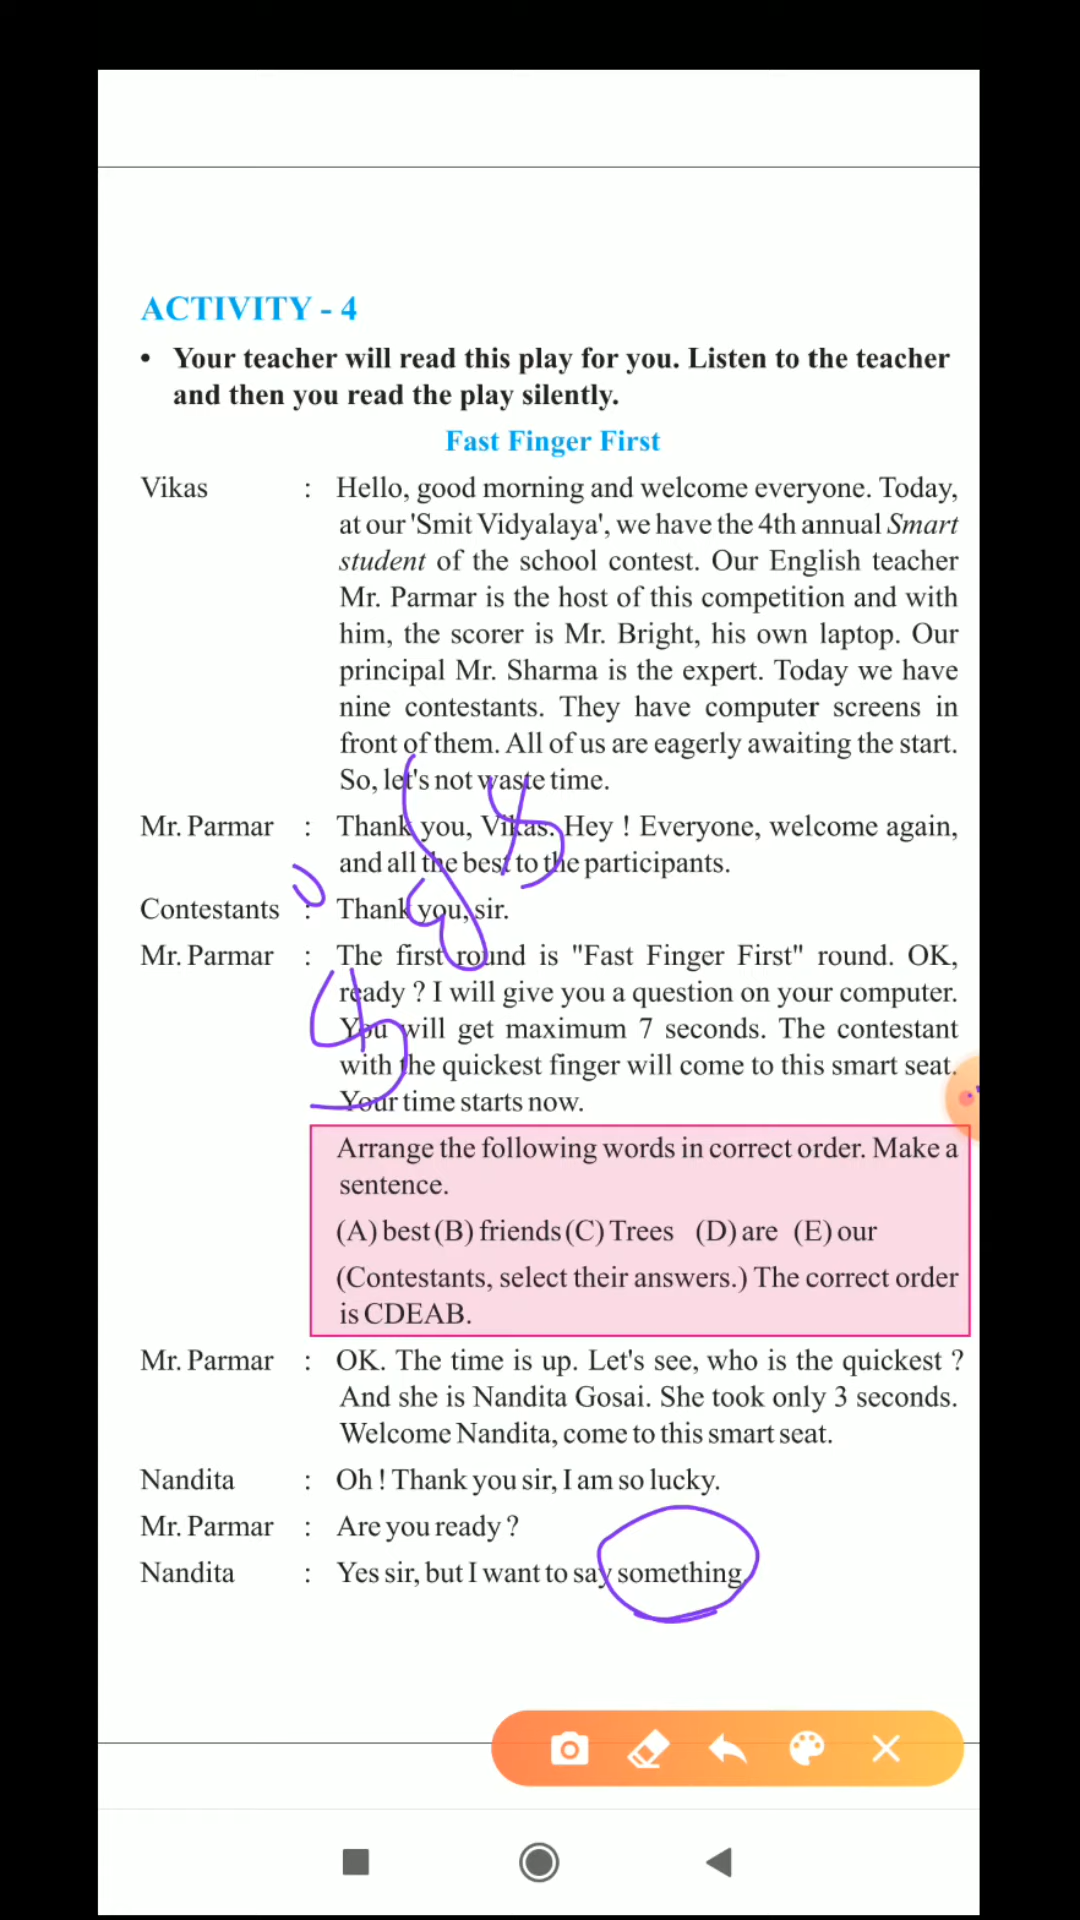 ACTIVITY - 4
• Your teacher will read this play for you. Listen to the teacher
and then you read the play silently.
Fast Finger First
Vikas : Hello, good morning and welcome everyone. Today,
at our 'Smit Vidyalaya', we have the 4th annual Smart
student of the school contest. Our English teacher
Mr. Parmar is the host of this competition and with
him, the scorer is Mr. Bright, his own laptop. Our
principal Mr. Sharma is the expert. Today we have
nine contestants. They have computer screens in
front of them. All of us are eagerly awaiting the start.
So, let's not waste time.
Mr. Parmar : Thank you, Vikas. Hey ! Everyone, welcome again,
and all the best to the participants.
Contestants : Thank you, sir.
Mr. Parmar : The first round is "Fast Finger First" round. OK,
ready ? I will give you a question on your computer.
You will get maximum 7 seconds. The contestant
with the quickest finger will come to this smart seat.
Your time starts now.
Arrange the following words in correct order. Make a
sentence.
(A) best (B) friends (C) Trees (D) are (E) our
(Contestants, select their answers.) The correct order
is CDEAB.
Mr. Parmar : OK. The time is up. Let's see, who is the quickest ?
And she is Nandita Gosai. She took only 3 seconds.
Welcome Nandita, come to this smart seat.
Nandita : Oh ! Thank you sir, I am so lucky.
Mr. Parmar : Are you ready ?
Nandita : Yes sir, but I want to say something.